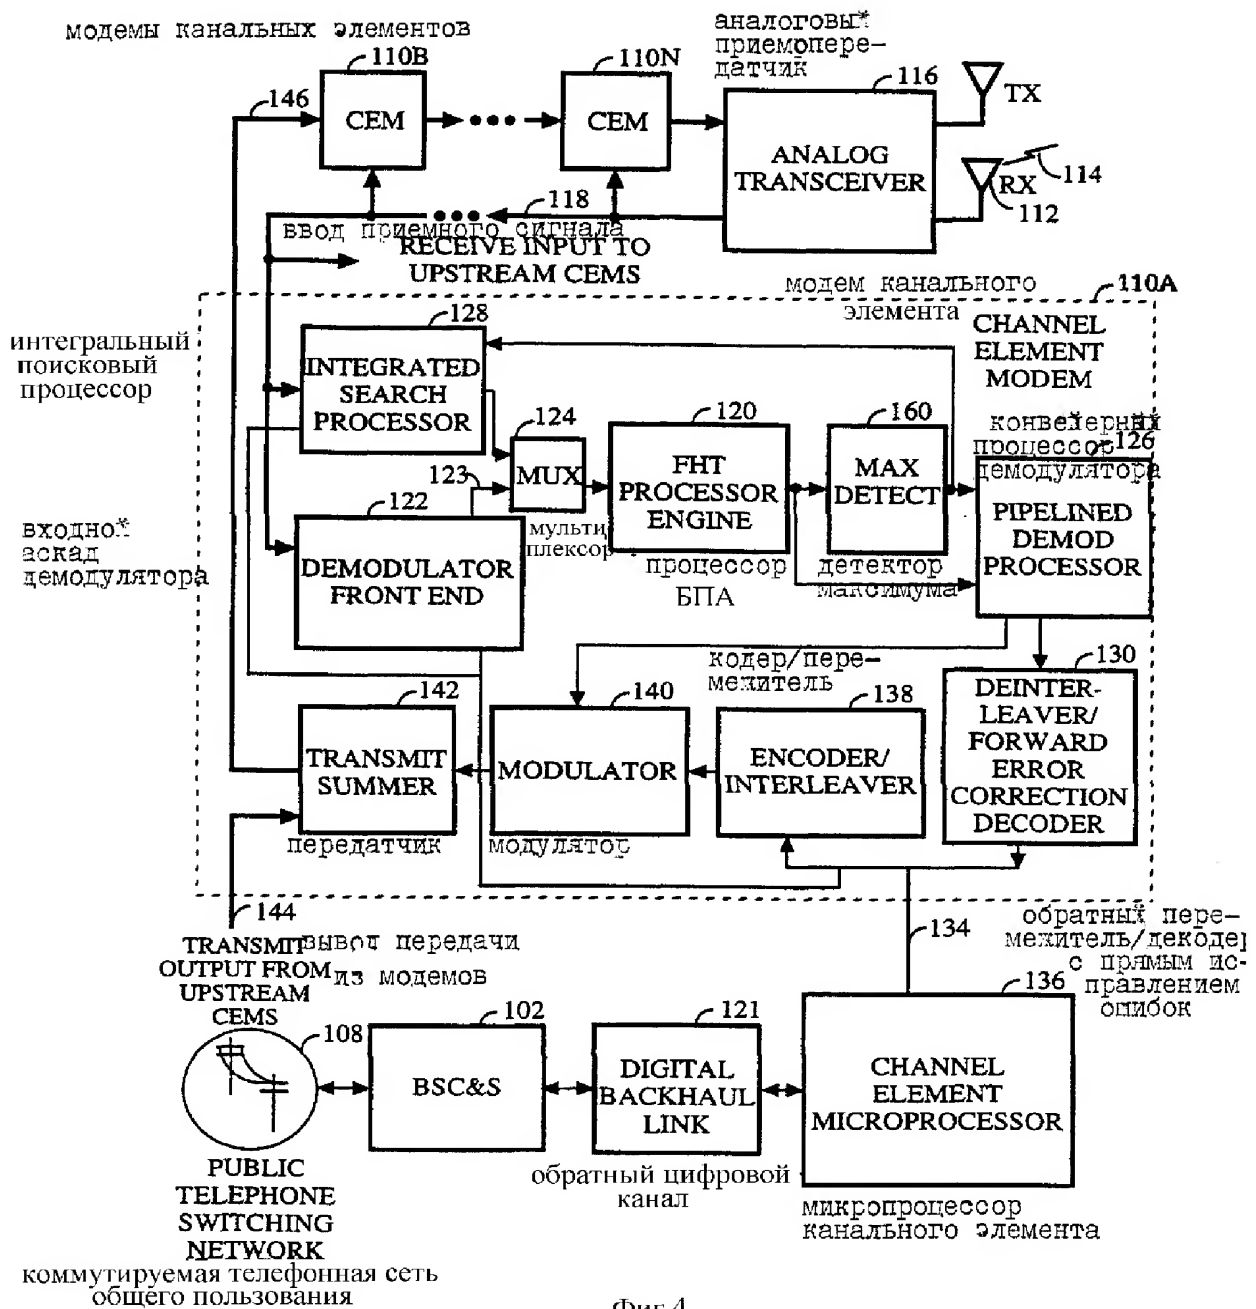 модемы канальных элементов
аналоговый
приемопере-
датчик
110B
110N
116
146
CEM
CEM
TX
ANALOG
TRANSCEIVER
RX
114
112
118
ввод приемного сигнала
RECEIVE INPUT TO
UPSTREAM CEMS
модем канального
элемента
110A
CHANNEL
ELEMENT
MODEM
интегральный
поисковый
процессор
128
INTEGRATED
SEARCH
PROCESSOR
124
MUX
мульти
плексор
123
120
FHT
PROCESSOR
ENGINE
процессор
БПА
160
MAX
DETECT
детектор
максимума
конвейерный
процессор
демодулятора
126
PIPELINED
DEMOD
PROCESSOR
входной
аскад
демодулятора
122
DEMODULATOR
FRONT END
кодер/пере-
межитель
142
TRANSMIT
SUMMER
передатчик
140
MODULATOR
модулятор
138
ENCODER/
INTERLEAVER
130
DEINTER-
LEAVER/
FORWARD
ERROR
CORRECTION
DECODER
144
TRANSMIT
OUTPUT FROM
UPSTREAM
CEMS
вывод передачи
из модемов
134
обратный пере-
межитель/декодер
с прямым ис-
правлением
ошибок
108
102
BSC&S
121
DIGITAL
BACKHAUL
LINK
обратный цифровой
канал
136
CHANNEL
ELEMENT
MICROPROCESSOR
микропроцессор
канального элемента
PUBLIC
TELEPHONE
SWITCHING
NETWORK
коммутируемая телефонная сеть
общего пользования
Фиг.4